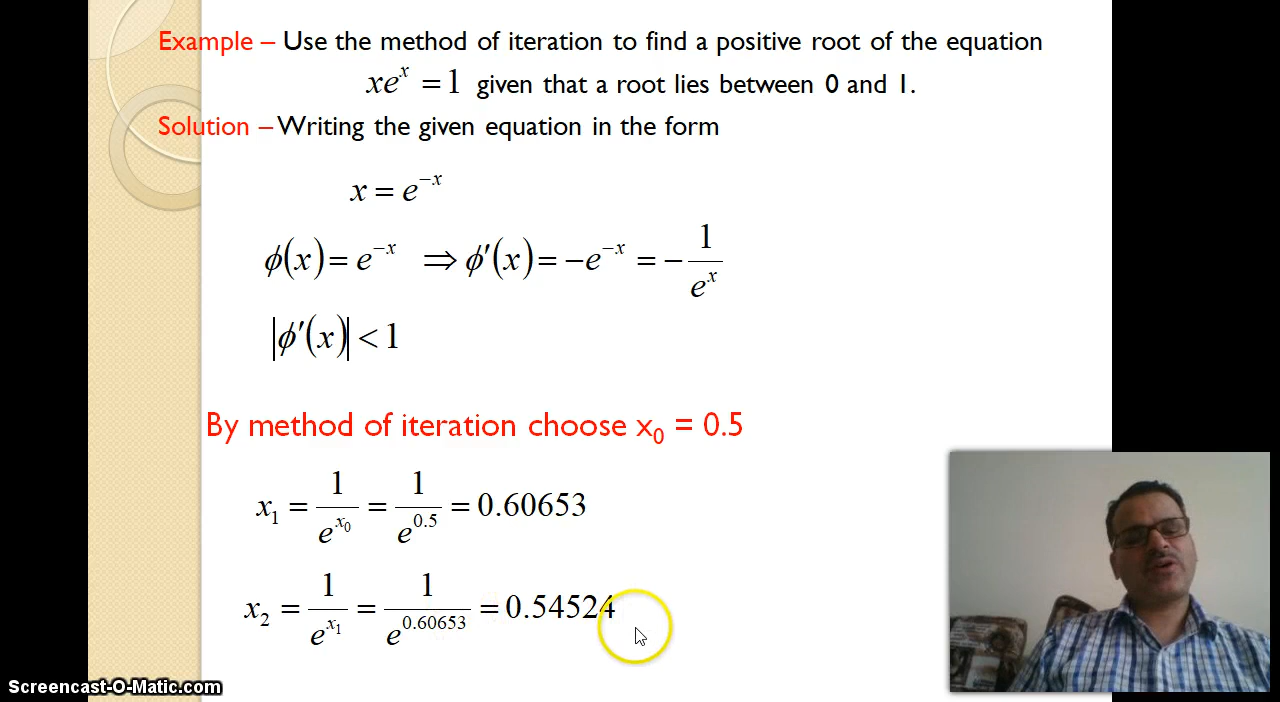 Example – Use the method of iteration to find a positive root of the equation
xeˣ = 1 given that a root lies between 0 and 1.
Solution – Writing the given equation in the form
x = e⁻ˣ
ϕ(x) = e⁻ˣ ⇒ ϕ′(x) = −e⁻ˣ = − 1/eˣ
|ϕ′(x)| < 1
By method of iteration choose x₀ = 0.5
x₁ = 1/e^(x₀) = 1/e^(0.5) = 0.60653
x₂ = 1/e^(x₁) = 1/e^(0.60653) = 0.54524
Screencast-O-Matic.com